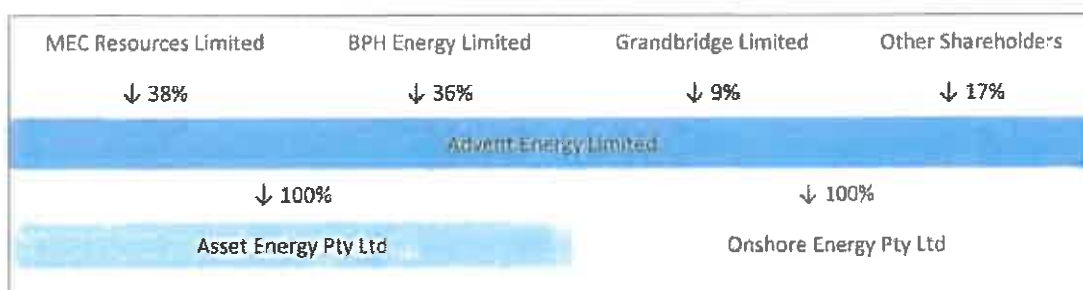 MEC Resources Limited BPH Energy Limited Grandbridge Limited Other Shareholders
↓ 38% ↓ 36% ↓ 9% ↓ 17%
Advent Energy Limited
↓ 100% ↓ 100%
Asset Energy Pty Ltd Onshore Energy Pty Ltd